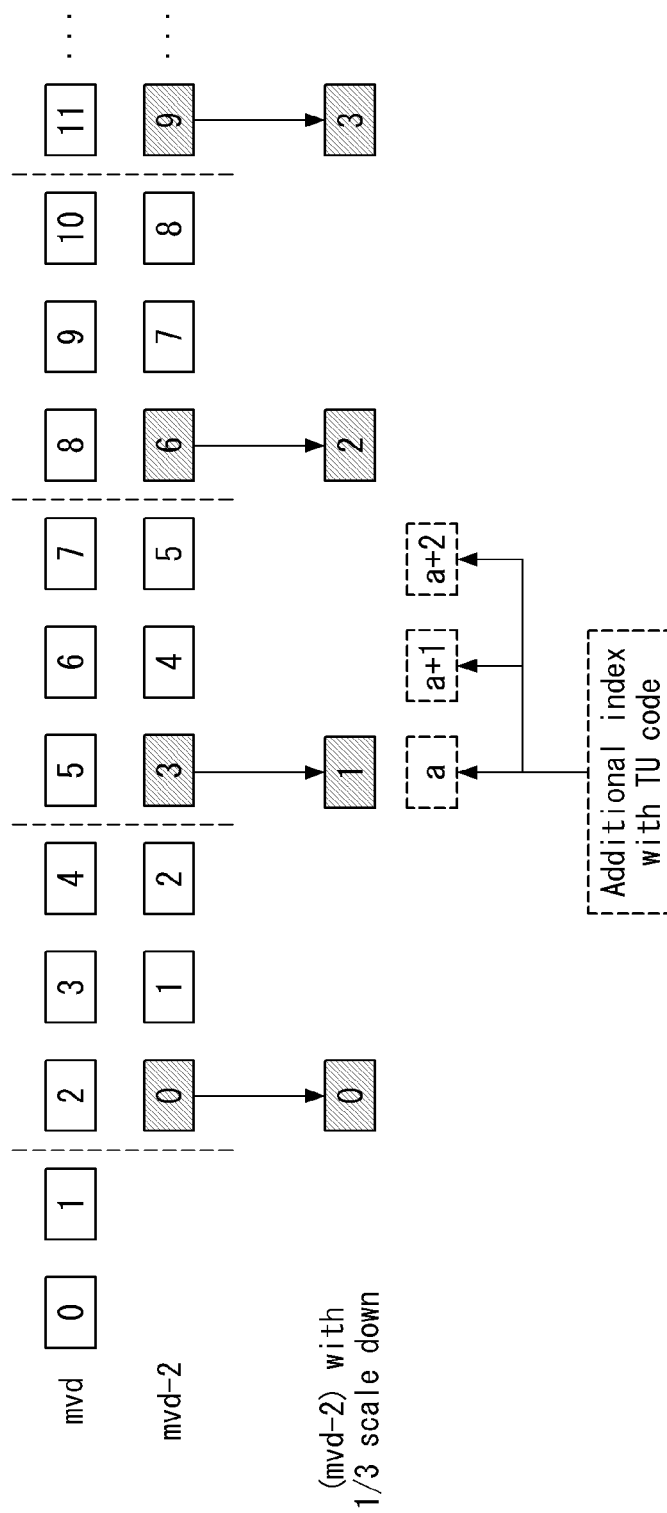 mvd 0 1 2 3 4 5 6 7 8 9 10 11 ...
mvd-2 0 1 2 3 4 5 6 7 8 9 ...
(mvd-2) with
1/3 scale down 0 1 2 3
a a+1 a+2
Additional index
with TU code